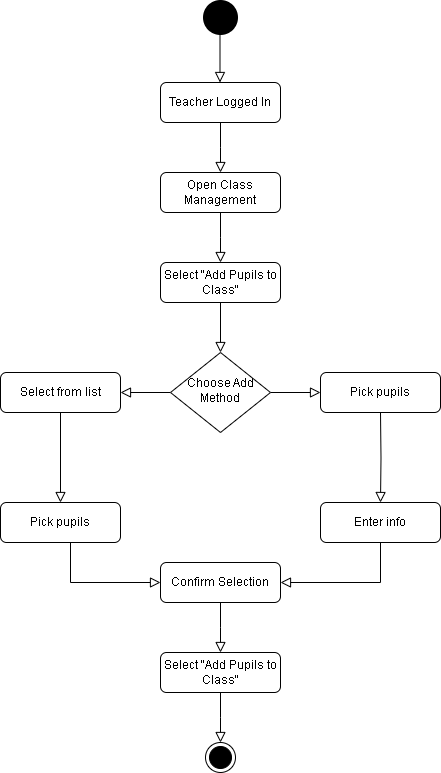 Teacher Logged In
Open Class
Management
Select "Add Pupils to
Class"
Choose Add
Method
Select from list
Pick pupils
Pick pupils
Enter info
Confirm Selection
Select "Add Pupils to
Class"